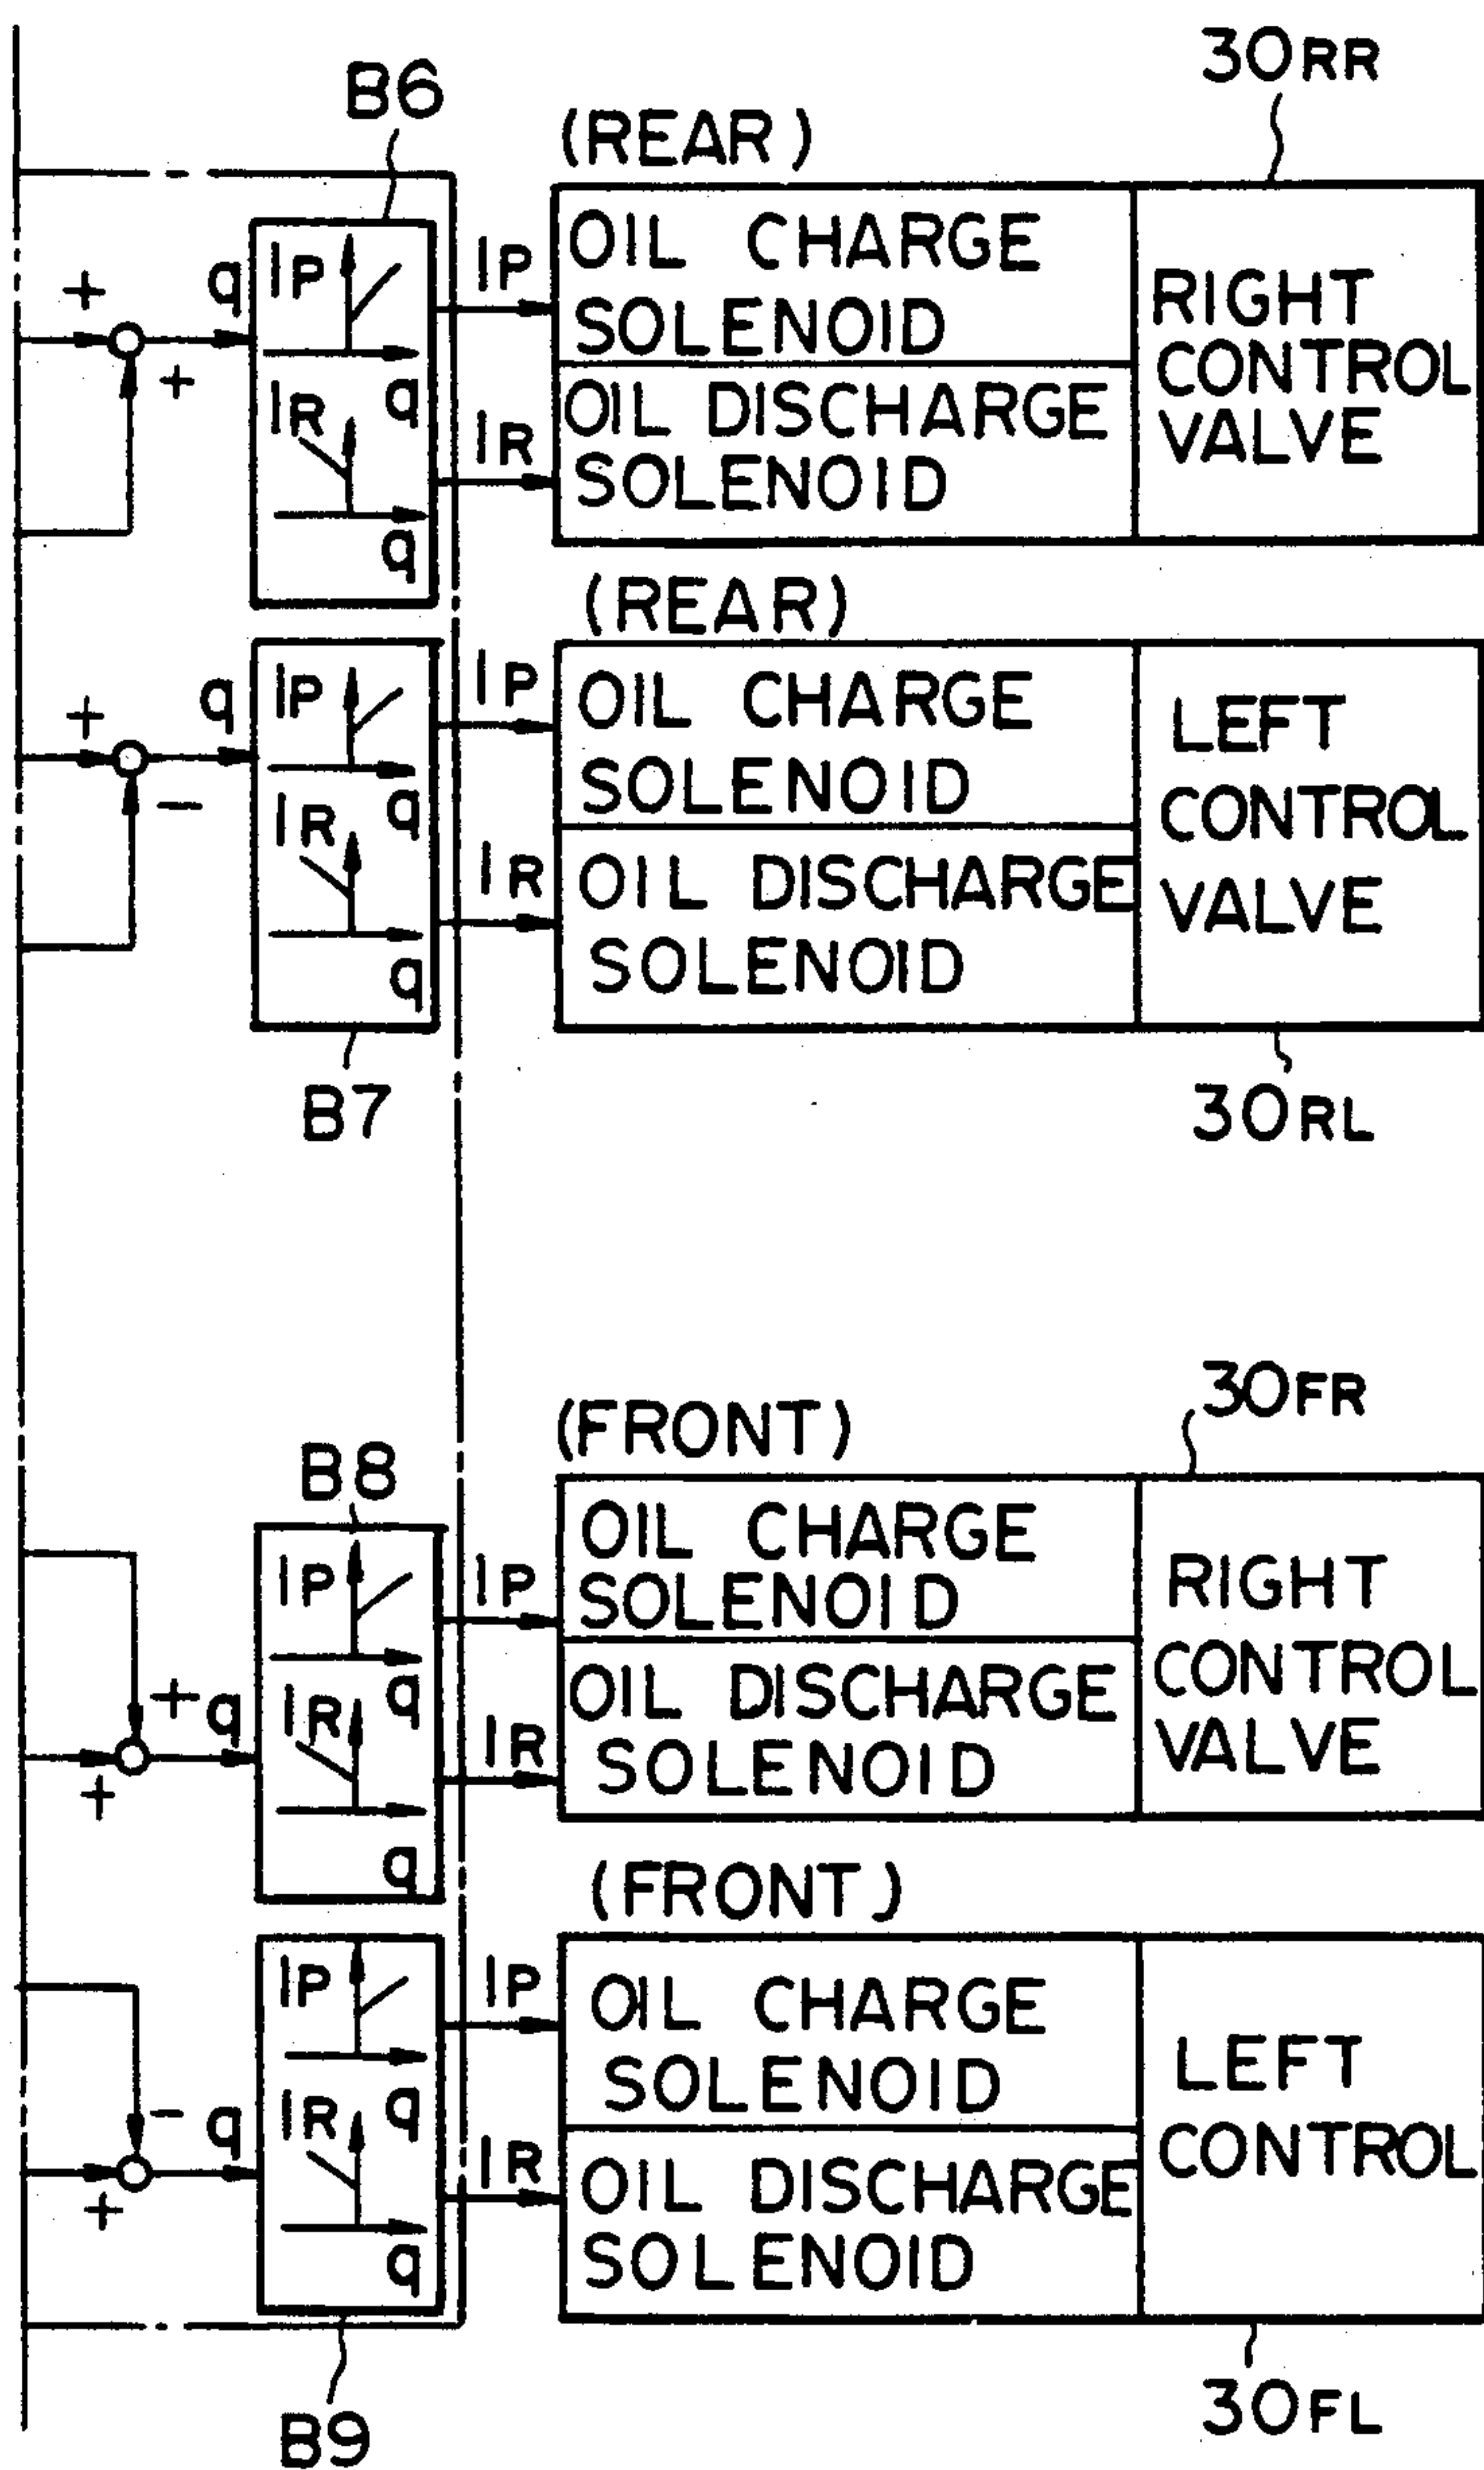 30RR
B6
(REAR)
+
q
IP
q
IR
q
+
IP
IR
OIL CHARGE
SOLENOID
OIL DISCHARGE
SOLENOID
RIGHT
CONTROL
VALVE
(REAR)
+
q
IP
q
IR
q
−
IP
IR
OIL CHARGE
SOLENOID
OIL DISCHARGE
SOLENOID
LEFT
CONTROL
VALVE
B7
30RL
30FR
(FRONT)
B8
+
q
+
IP
q
IR
q
IP
IR
OIL CHARGE
SOLENOID
OIL DISCHARGE
SOLENOID
RIGHT
CONTROL
VALVE
(FRONT)
−
q
+
IP
q
IR
q
IP
IR
OIL CHARGE
SOLENOID
OIL DISCHARGE
SOLENOID
LEFT
CONTROL
B9
30FL